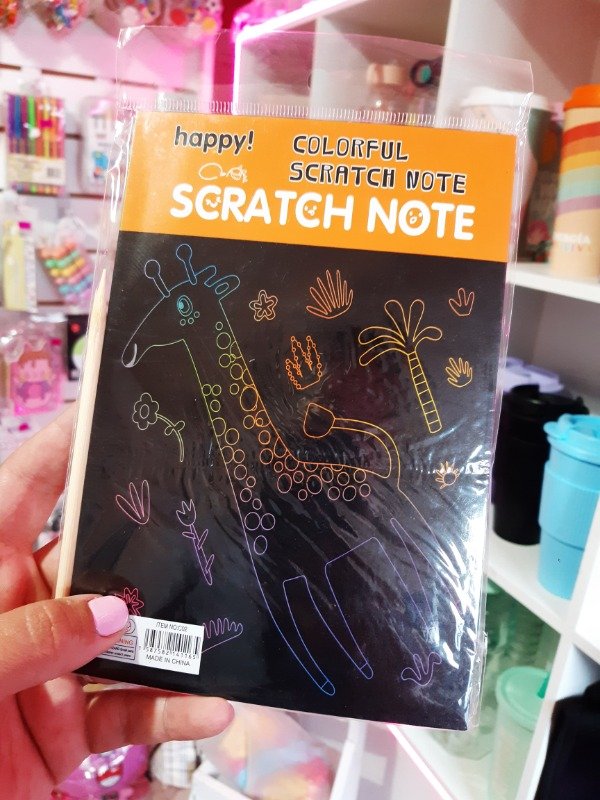 happy!
COLORFUL
SCRATCH NOTE
SCRATCH NOTE
MADE IN CHINA